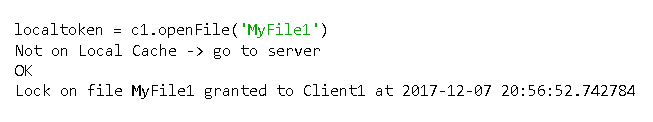 localtoken = c1.openFile('MyFile1')
Not on Local Cache -> go to server
OK
Lock on file MyFile1 granted to Client1 at 2017-12-07 20:56:52.742784